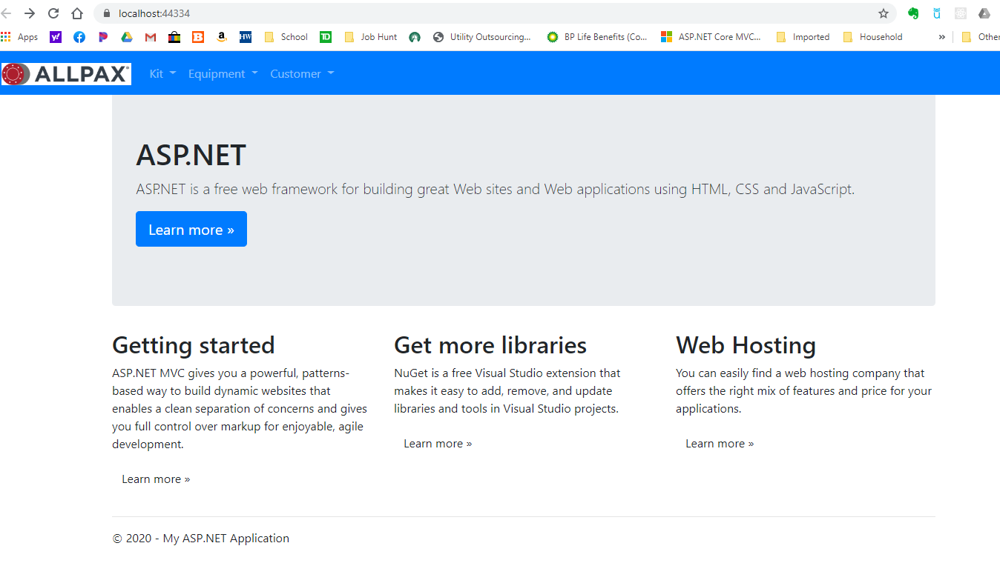 localhost:44334
Apps School Job Hunt Utility Outsourcing... BP Life Benefits (Co... ASP.NET Core MVC... Imported Household » Other
ALLPAX® Kit Equipment Customer
ASP.NET
ASP.NET is a free web framework for building great Web sites and Web applications using HTML, CSS and JavaScript.
Learn more »
Getting started
ASP.NET MVC gives you a powerful, patterns-
based way to build dynamic websites that
enables a clean separation of concerns and gives
you full control over markup for enjoyable, agile
development.
Learn more »
Get more libraries
NuGet is a free Visual Studio extension that
makes it easy to add, remove, and update
libraries and tools in Visual Studio projects.
Learn more »
Web Hosting
You can easily find a web hosting company that
offers the right mix of features and price for your
applications.
Learn more »
© 2020 - My ASP.NET Application